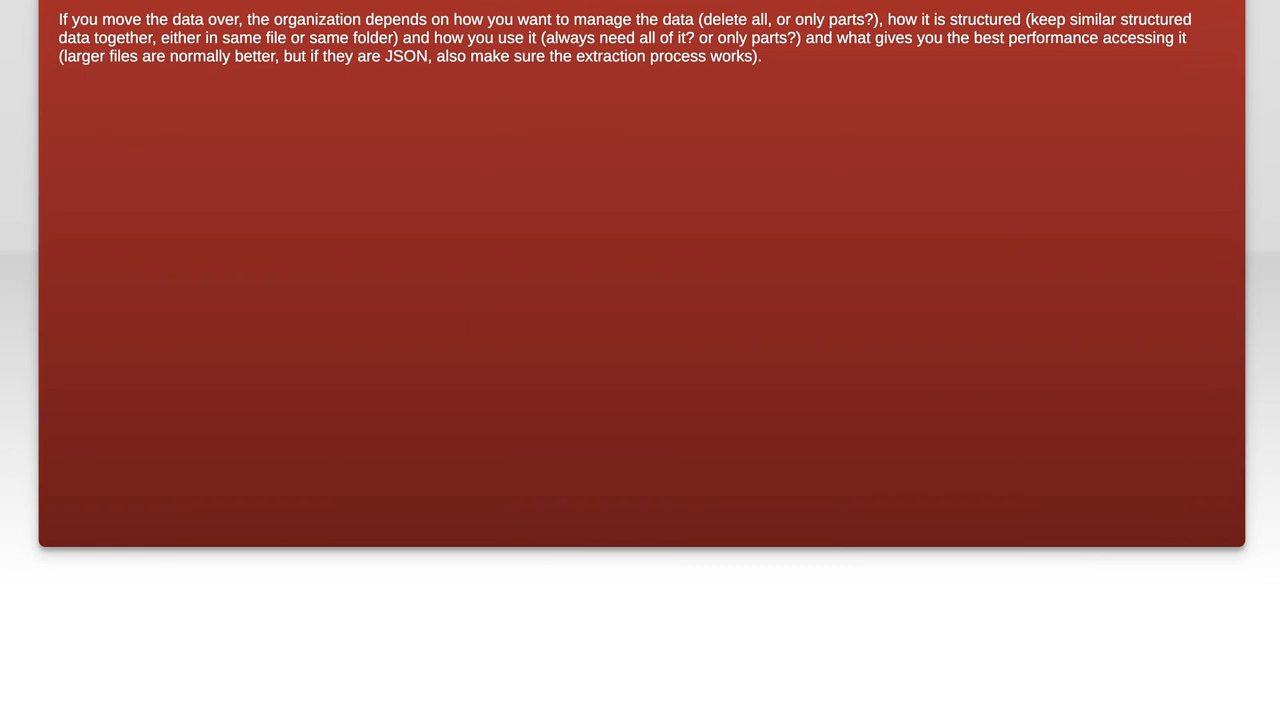 If you move the data over, the organization depends on how you want to manage the data (delete all, or only parts?), how it is structured (keep similar structured
data together, either in same file or same folder) and how you use it (always need all of it? or only parts?) and what gives you the best performance accessing it
(larger files are normally better, but if they are JSON, also make sure the extraction process works).